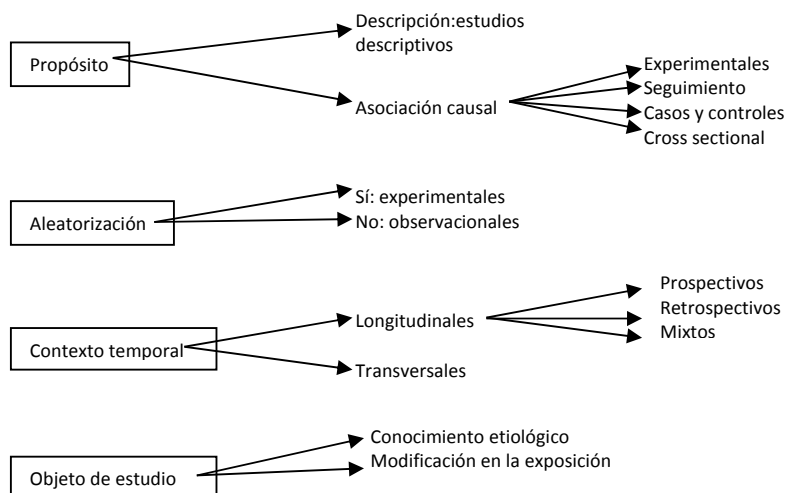 Descripción:estudios
descriptivos
Propósito
Asociación causal
Experimentales
Seguimiento
Casos y controles
Cross sectional
Aleatorización
Sí: experimentales
No: observacionales
Contexto temporal
Longitudinales
Transversales
Prospectivos
Retrospectivos
Mixtos
Objeto de estudio
Conocimiento etiológico
Modificación en la exposición